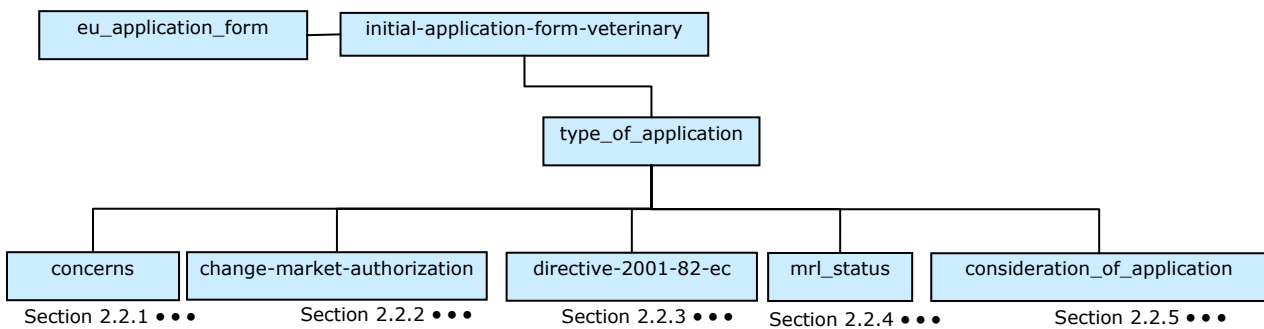 eu_application_form
initial-application-form-veterinary
type_of_application
concerns
change-market-authorization
directive-2001-82-ec
mrl_status
consideration_of_application
Section 2.2.1 •••
Section 2.2.2 •••
Section 2.2.3 •••
Section 2.2.4 •••
Section 2.2.5 •••